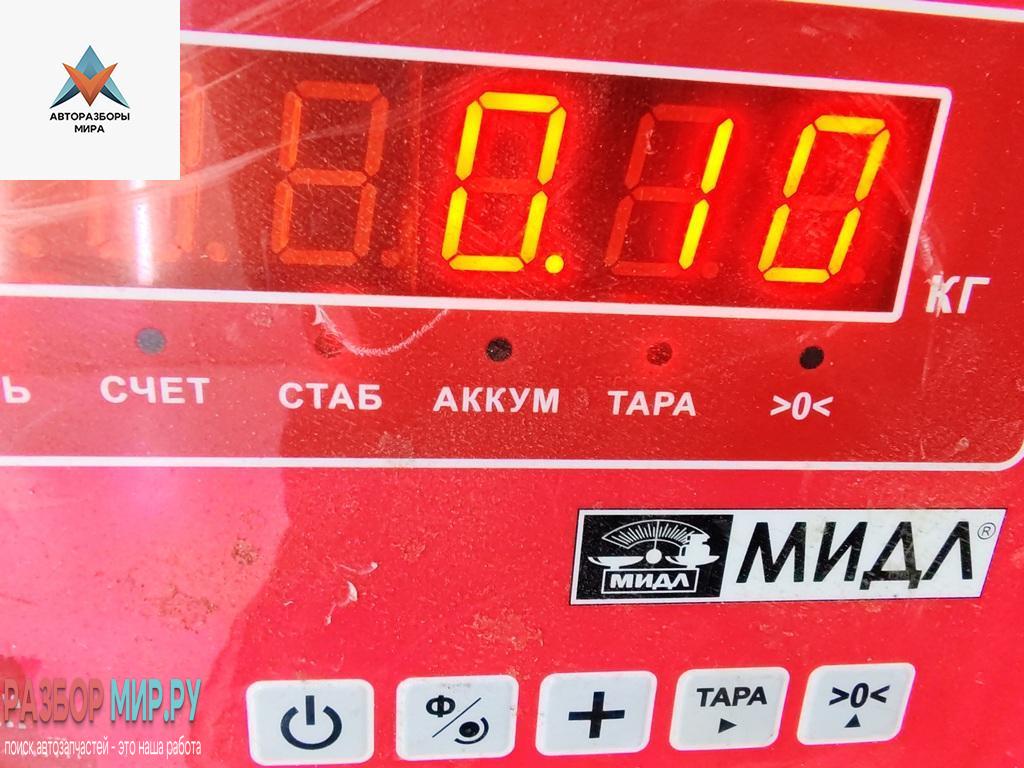 АВТОРАЗБОРЫ
МИРА
0.10
КГ
Ь СЧЕТ СТАБ АККУМ ТАРА >0<
МИДЛ МИДЛ®
Ф ТАРА >0<
РАЗБОР МИР.РУ
поиск автозапчастей - это наша работа